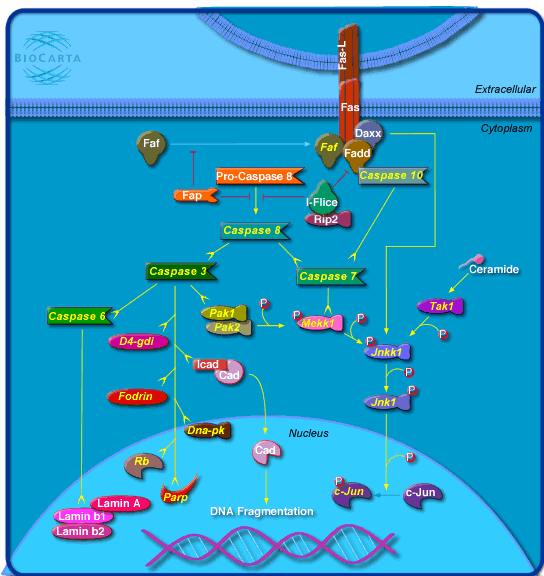 BIOCARTA
Fas-L
Extracellular
Fas
Cytoplasm
Daxx
Faf
Faf
Fadd
Pro-Caspase 8
Caspase 10
Fap
I-Flice
Rip2
Caspase 8
Caspase 3
Caspase 7
Ceramide
Caspase 6
Pak1
Pak2
P
P
Mekk1
P
Tak1
P
D4-gdi
P
Jnkk1
Icad
Cad
P
P
Fodrin
Jnk1
Dna-pk
Nucleus
Rb
Cad
P
P
Parp
c-Jun
c-Jun
Lamin A
Lamin b1
Lamin b2
DNA Fragmentation